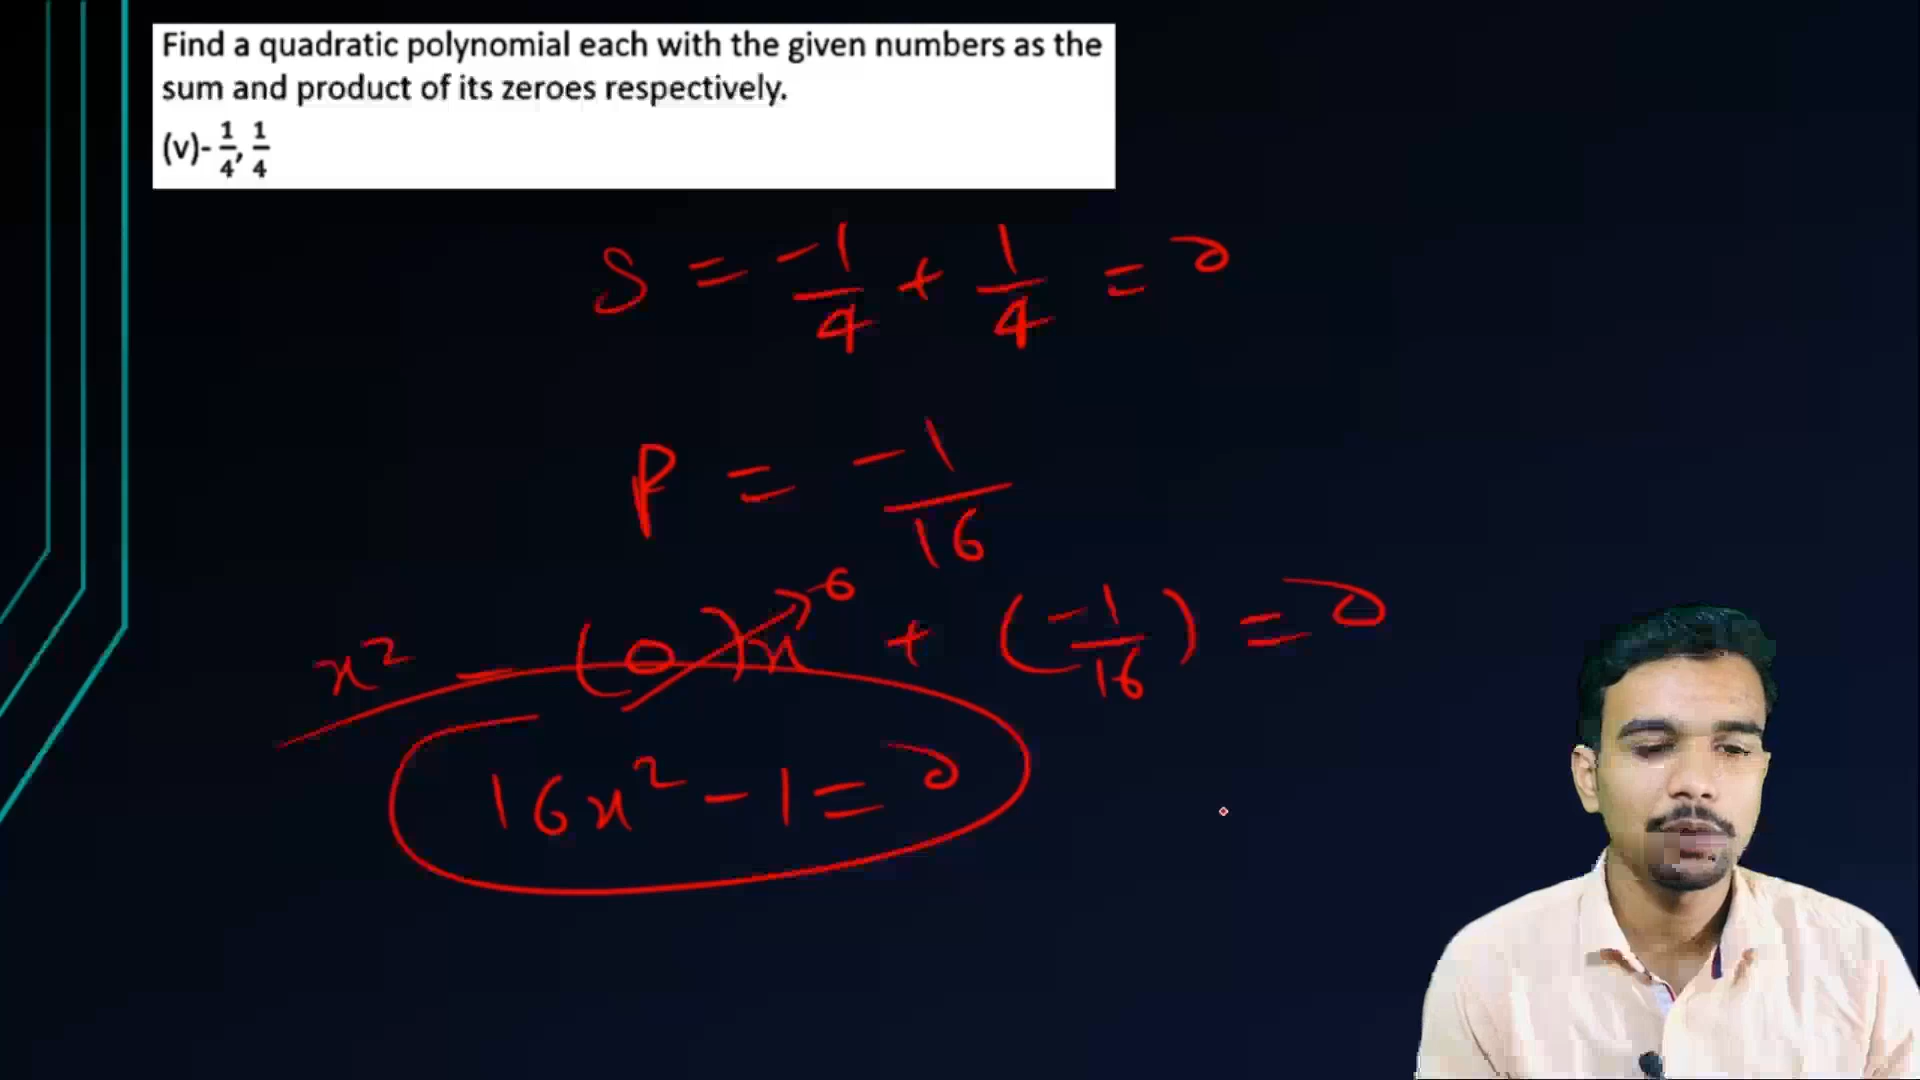 Find a quadratic polynomial each with the given numbers as the
sum and product of its zeroes respectively.
(v)- 1/4, 1/4
S = -1/4 + 1/4 = 0
P = -1/16
x² - (0)x→0 + (-1/16) = 0
16x² - 1 = 0